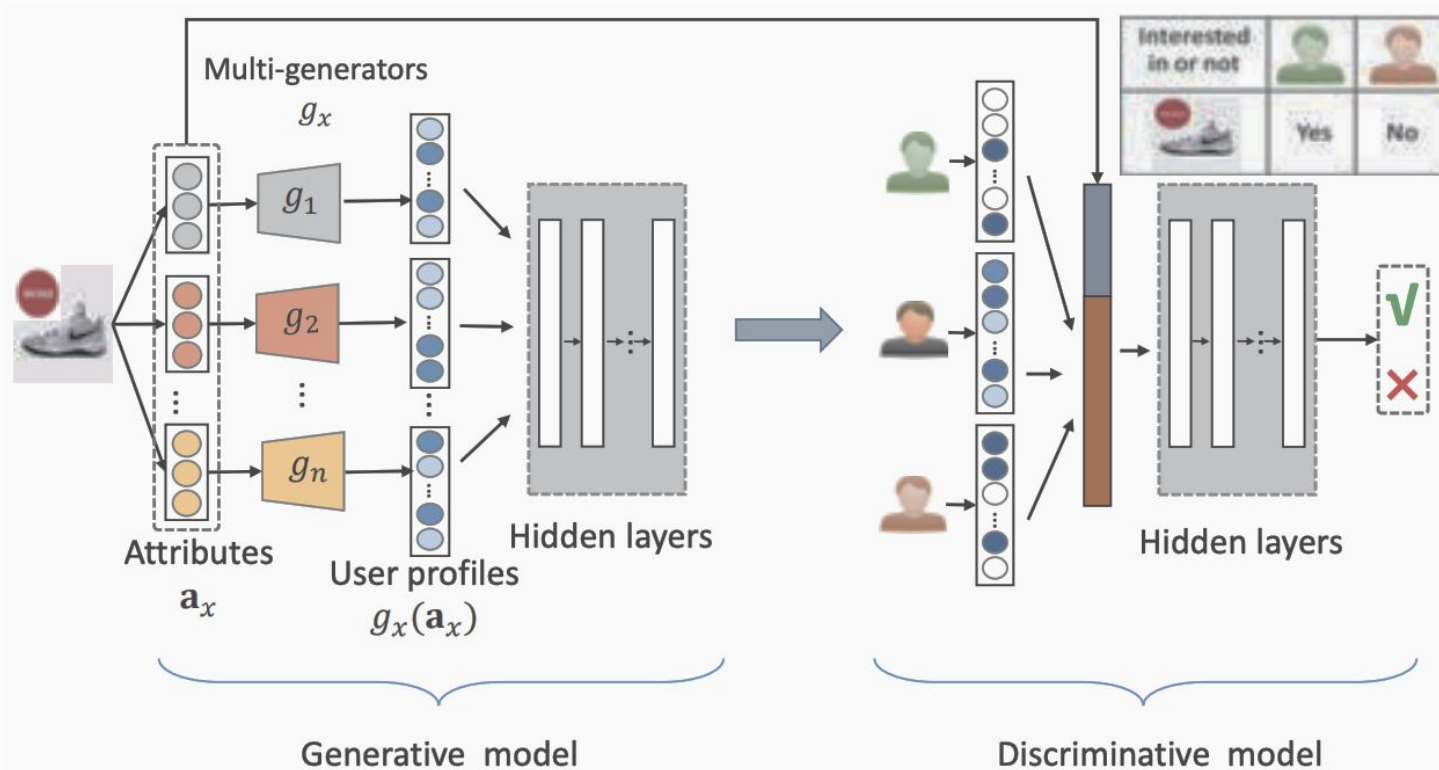 Multi-generators
g_x
Interested
in or not
Yes
No
g_1
g_2
g_n
Attributes
a_x
User profiles
g_x(a_x)
Hidden layers
Hidden layers
Generative model
Discriminative model